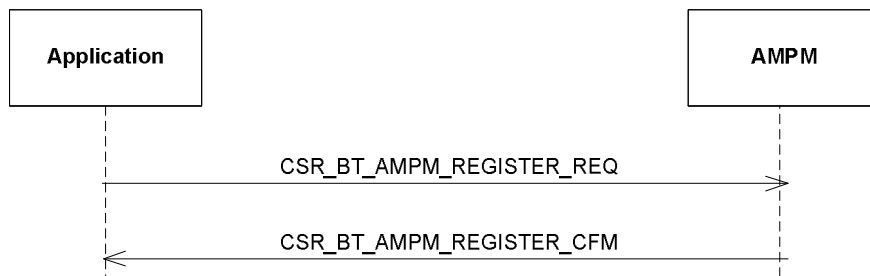 Application
AMPM
CSR_BT_AMPM_REGISTER_REQ
CSR_BT_AMPM_REGISTER_CFM